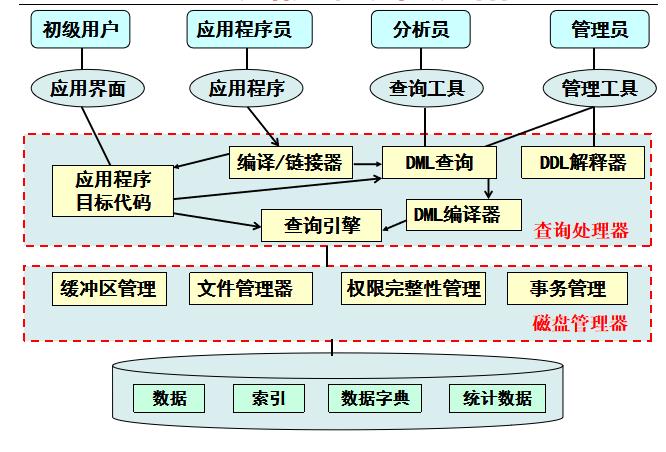 初级用户
应用程序员
分析员
管理员
应用界面
应用程序
查询工具
管理工具
编译/链接器
DML查询
DDL解释器
应用程序
目标代码
查询引擎
DML编译器
查询处理器
缓冲区管理
文件管理器
权限完整性管理
事务管理
磁盘管理器
数据
索引
数据字典
统计数据